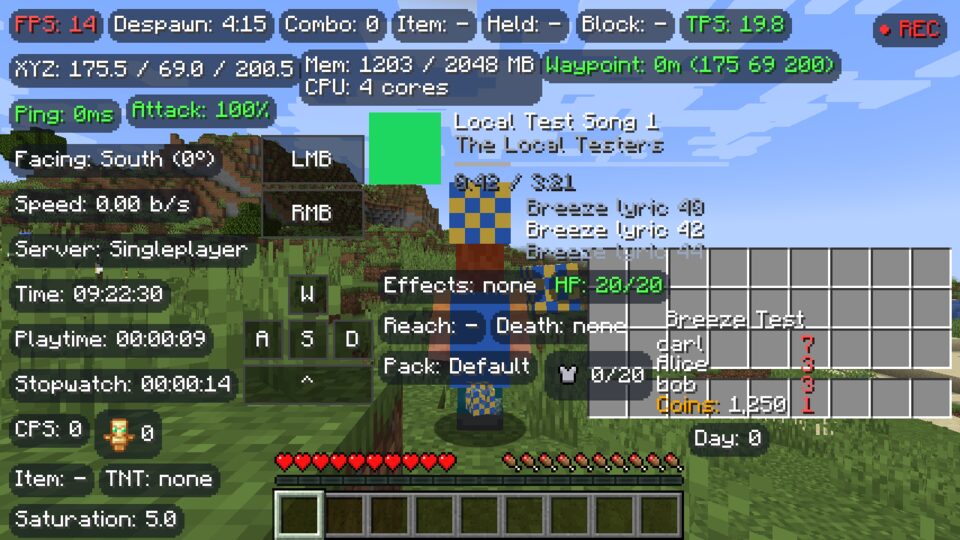 FPS: 14 Despawn: 4:15 Combo: 0 Item: - Held: - Block: - TPS: 19.8 REC
XYZ: 175.5 / 69.0 / 200.5 Mem: 1203 / 2048 MB Waypoint: 0m (175 69 200)
CPU: 4 cores
Ping: 0ms Attack: 100%
Local Test Song 1
The Local Testers
Facing: South (0°) LMB
0:42 / 3:21
Speed: 0.00 b/s RMB
Breeze lyric 40
Breeze lyric 42
Breeze lyric 44
Server: Singleplayer
Effects: none HP: 20/20
Time: 09:22:30 W
Breeze Test
Reach: - Death: none
Playtime: 00:00:09 A S D
darl 7
Alice 3
Pack: Default 0/20
bob 3
Stopwatch: 00:00:14 ^
Coins: 1,250 1
CPS: 0 0
Day: 0
Item: - TNT: none
Saturation: 5.0